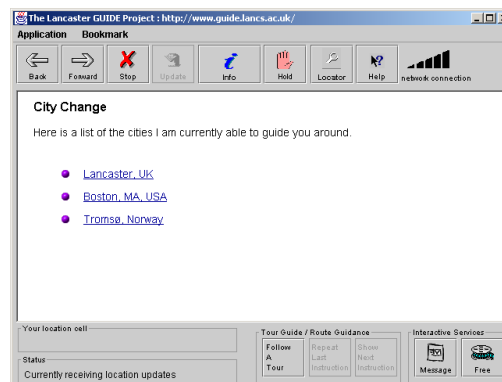 The Lancaster GUIDE Project : http://www.guide.lancs.ac.uk/
Application Bookmark
Back Forward Stop Update Info Hold Locator Help network connection
City Change
Here is a list of the cities I am currently able to guide you around.
Lancaster, UK
Boston, MA, USA
Tromsø, Norway
Your location cell
Status
Currently receiving location updates
Tour Guide / Route Guidance
Follow A Tour
Repeat Last Instruction
Show Next Instruction
Interactive Services
Message
Free